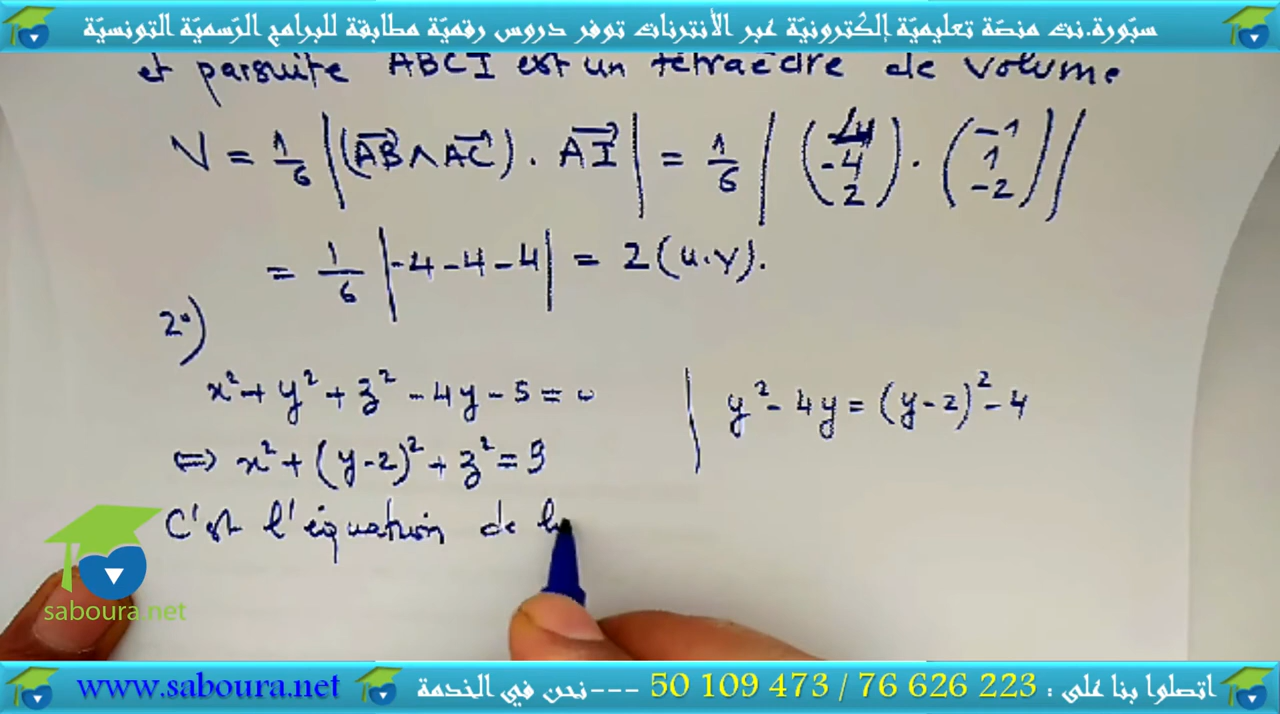 سبّورة.نت منصّة تعليميّة إلكترونيّة عبر الأنترنات توفر دروس رقميّة مطابقة للبرامج الرّسميّة التونسيّة
et parsuite ABCI est un tétraèdre de volume
V = 1/6 |(AB→ ∧ AC→) . AI→| = 1/6 | (4 -4 2) . (-1 1 -2) |
= 1/6 |-4 -4 -4| = 2 (u.v).
2°)
x² + y² + z² - 4y - 5 = 0 | y² - 4y = (y-2)² - 4
⇔ x² + (y-2)² + z² = 9
C'est l'équation de la
saboura.net
www.saboura.net اتصلوا بنا على : 223 626 76 / 473 109 50 ---نحن في الخدمة